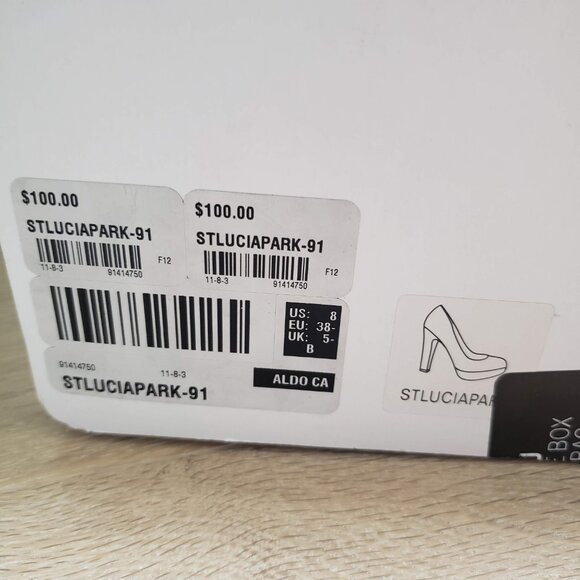 $100.00
STLUCIAPARK-91
F12
11-8-3 91414750
$100.00
STLUCIAPARK-91
F12
11-8-3 91414750
US: 8
EU: 38-
UK: 5-
B
91414750 11-8-3
STLUCIAPARK-91
ALDO CA
STLUCIAPA
BOX